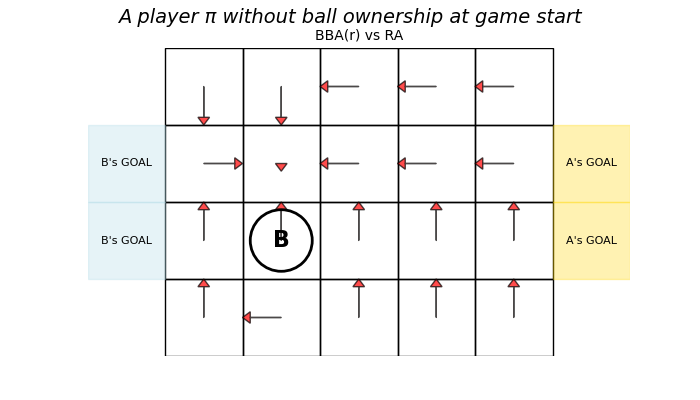 A player π without ball ownership at game start
BBA(r) vs RA
B's GOAL
A's GOAL
B's GOAL
B
A's GOAL